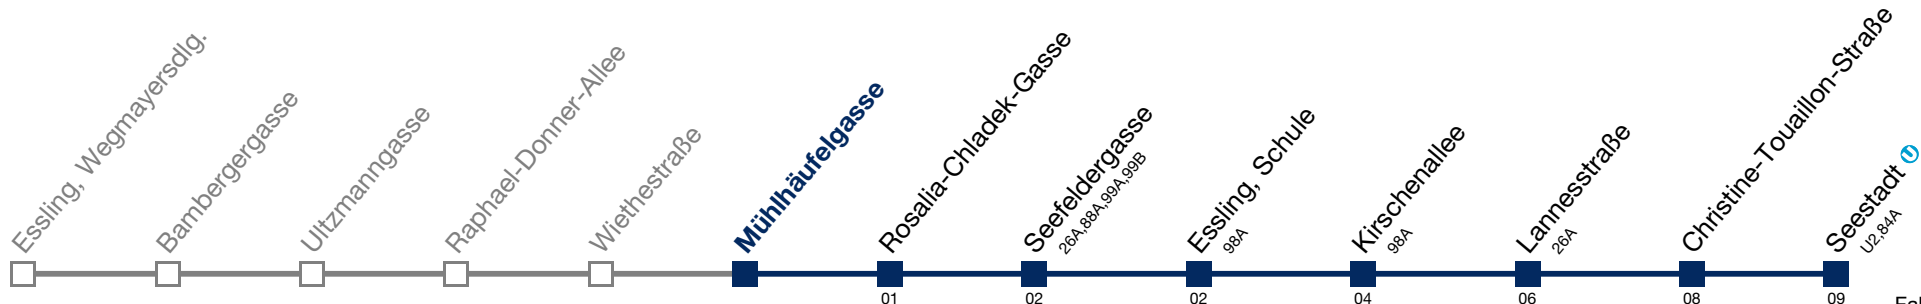 Essling, Wegmayersdlg.
Bambergergasse
Ultzmanngasse
Raphael-Donner-Allee
Wiethestraße
Mühlhäufelgasse
Rosalia-Chladek-Gasse
01
Seefeldergasse
26A,88A,99A,99B
02
Essling, Schule
98A
02
Kirschenallee
98A
04
Lannesstraße
26A
06
Christine-Touaillon-Straße
08
Seestadt U
U2,84A
09